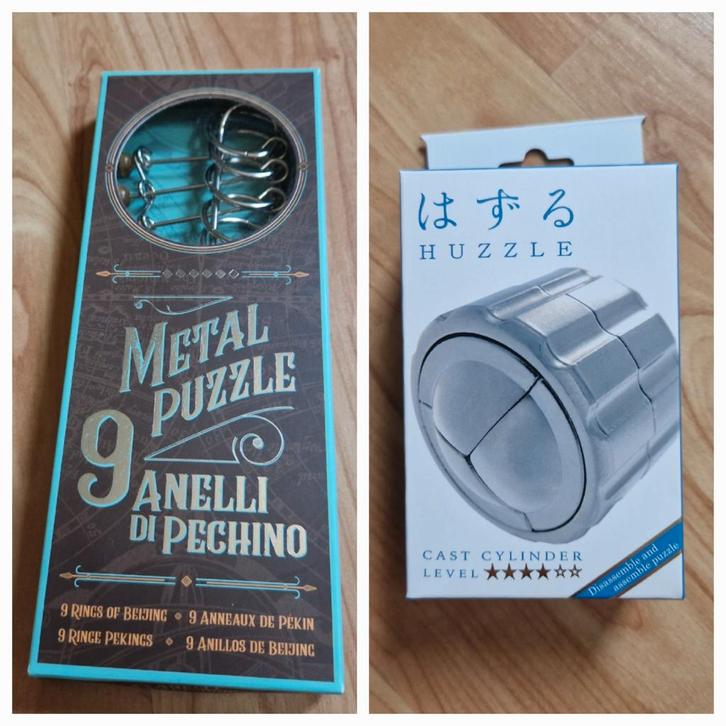 METAL
PUZZLE
9 ANELLI
DI PECHINO
9 RINGS OF BEIJING • 9 ANNEAUX DE PÉKIN
9 RINGE PEKINGS • 9 ANILLOS DE BEIJING
はずる
HUZZLE
CAST CYLINDER
LEVEL ★★★★☆☆
Disassemble and
assemble puzzle